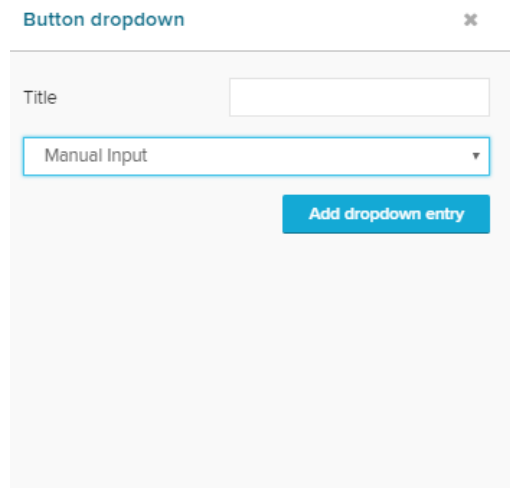 Button dropdown
Title
Manual Input
Add dropdown entry